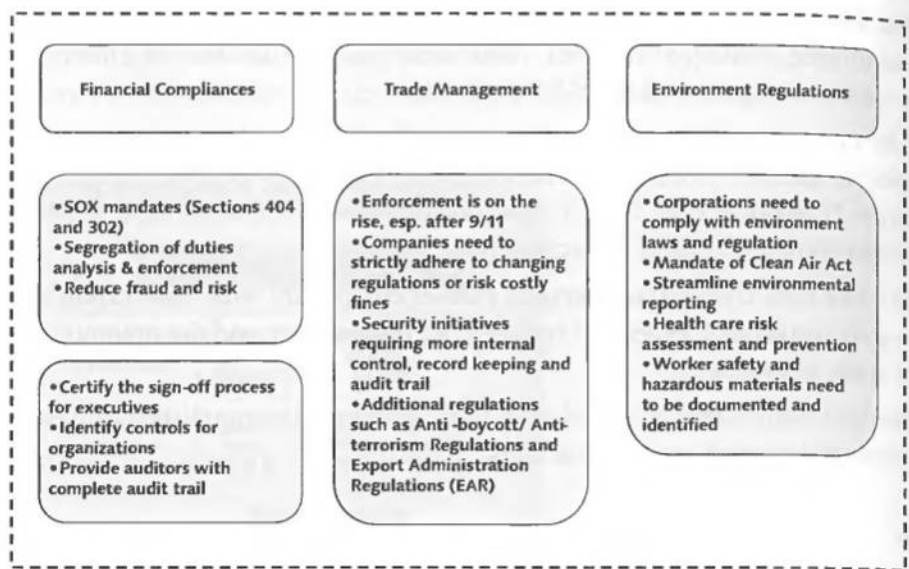 Financial Compliances
Trade Management
Environment Regulations
•SOX mandates (Sections 404
and 302)
•Segregation of duties
analysis & enforcement
•Reduce fraud and risk
•Certify the sign-off process
for executives
•Identify controls for
organizations
•Provide auditors with
complete audit trail
•Enforcement is on the
rise, esp. after 9/11
•Companies need to
strictly adhere to changing
regulations or risk costly
fines
•Security initiatives
requiring more internal
control, record keeping and
audit trail
•Additional regulations
such as Anti -boycott/ Anti-
terrorism Regulations and
Export Administration
Regulations (EAR)
•Corporations need to
comply with environment
laws and regulation
•Mandate of Clean Air Act
•Streamline environmental
reporting
•Health care risk
assessment and prevention
•Worker safety and
hazardous materials need
to be documented and
identified